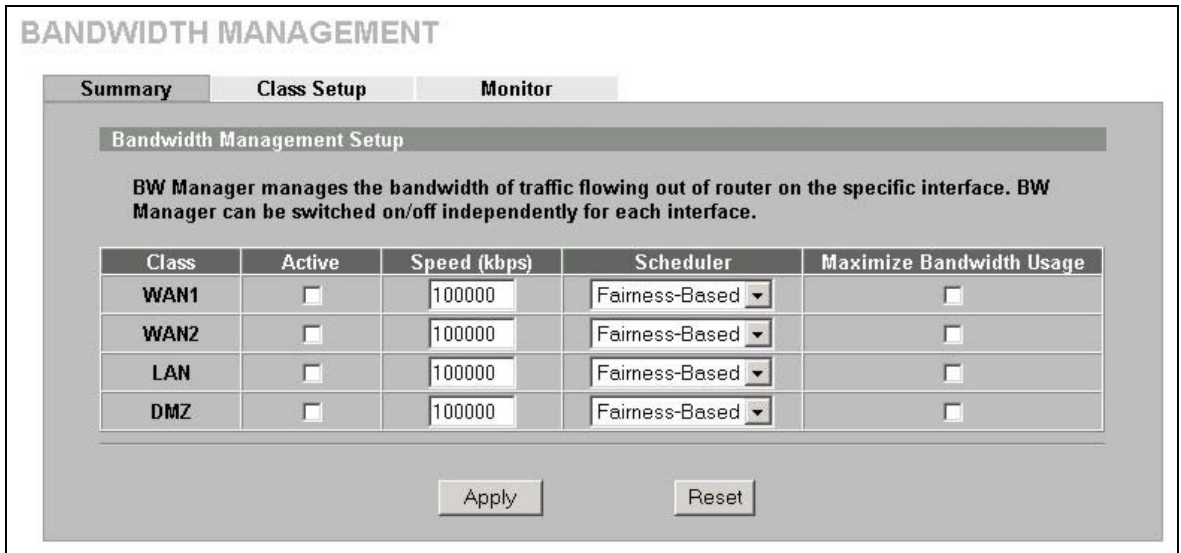 BANDWIDTH MANAGEMENT
Summary Class Setup Monitor
Bandwidth Management Setup
BW Manager manages the bandwidth of traffic flowing out of router on the specific interface. BW
Manager can be switched on/off independently for each interface.
Class Active Speed (kbps) Scheduler Maximize Bandwidth Usage
WAN1 100000 Fairness-Based
WAN2 100000 Fairness-Based
LAN 100000 Fairness-Based
DMZ 100000 Fairness-Based
Apply Reset